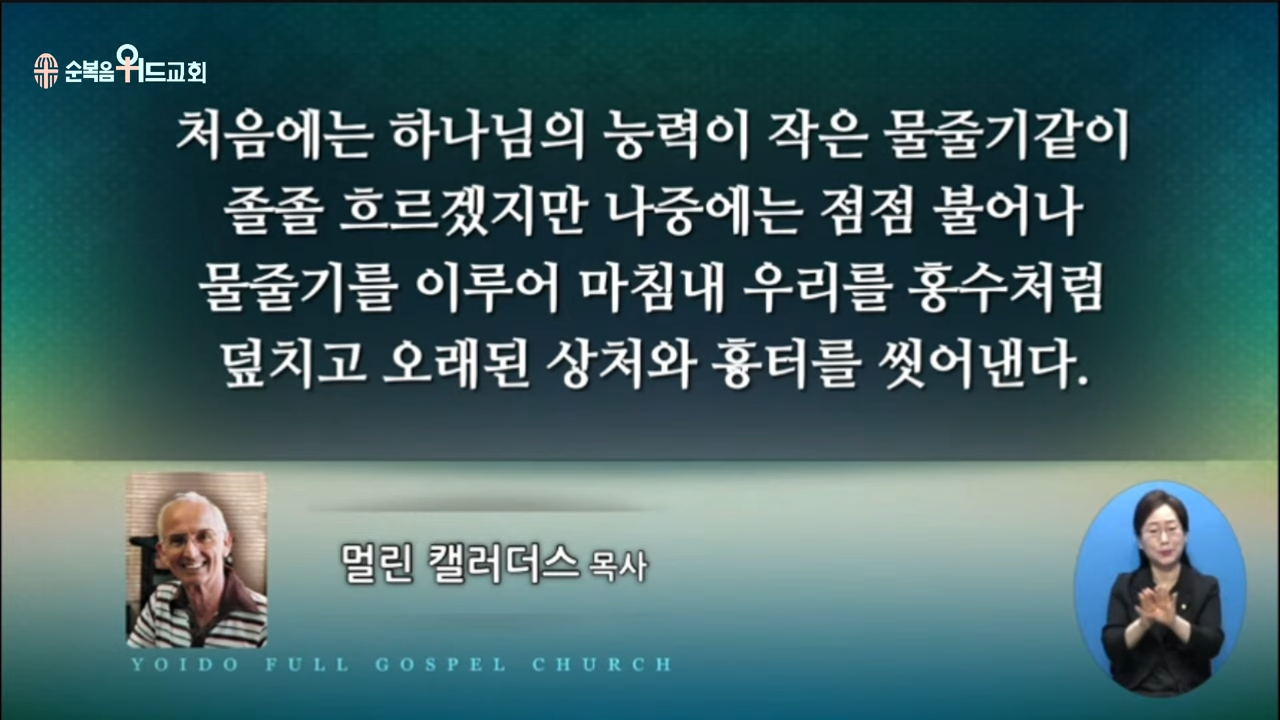 순복음위드교회
처음에는 하나님의 능력이 작은 물줄기같이
졸졸 흐르겠지만 나중에는 점점 불어나
물줄기를 이루어 마침내 우리를 홍수처럼
덮치고 오래된 상처와 흉터를 씻어낸다.
멀린 캘러더스 목사
YOIDO FULL GOSPEL CHURCH